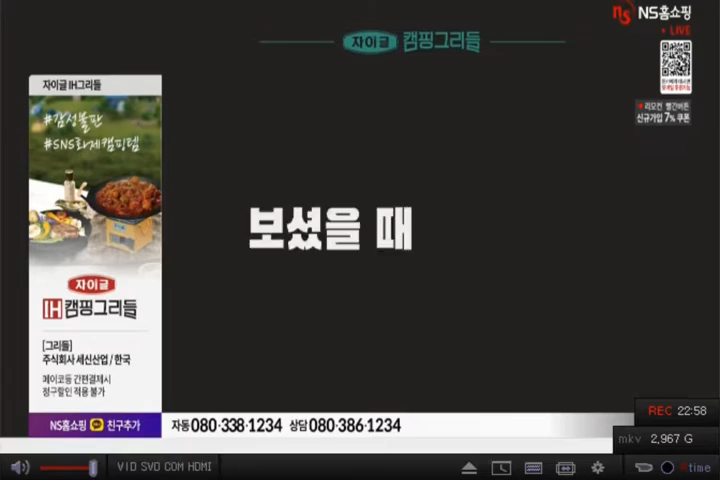 NS홈쇼핑
LIVE
자이글 캠핑그리들
리모컨 빨간버튼
신규가입 7% 쿠폰
자이글 IH그리들
#감성불판
#SNS화제캠핑템
보셨을 때
자이글
IH캠핑그리들
[그리들]
주식회사 세신산업 / 한국
페이코등 간편결제시
청구할인 적용 불가
NS홈쇼핑 친구추가
자동 080·338·1234 상담 080·386·1234
REC 22:58
mkv 2,967 G
VID SVD COM HDMI
time